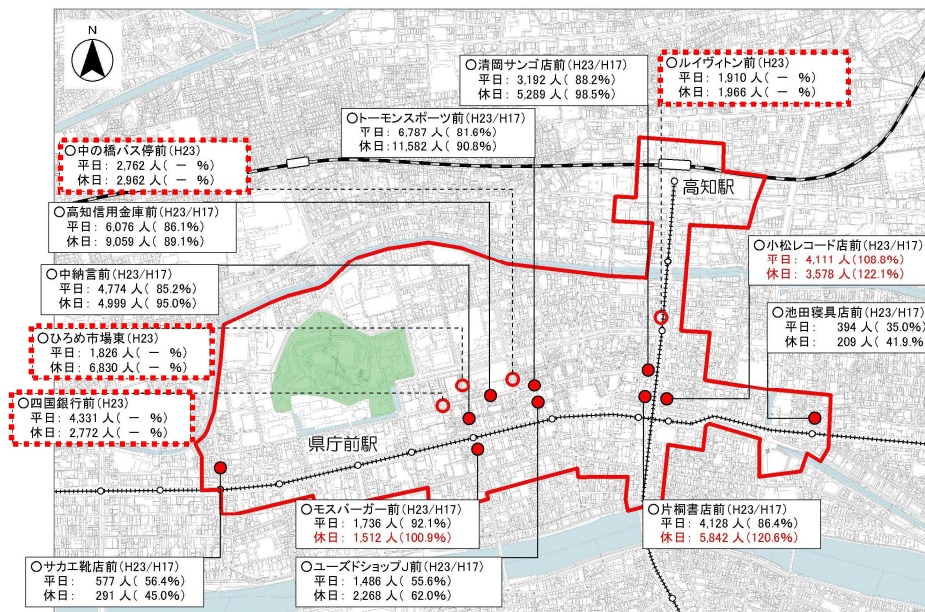 N
○清岡サンゴ店前(H23/H17)
平日: 3,192 人( 88.2%)
休日: 5,289 人( 98.5%)
○ルイヴィトン前(H23)
平日: 1,910 人( － %)
休日: 1,966 人( － %)
○トーモンスポーツ前(H23/H17)
平日: 6,787 人( 81.6%)
休日: 11,582 人( 90.8%)
○中の橋バス停前(H23)
平日: 2,762 人( － %)
休日: 2,962 人( － %)
高知駅
○高知信用金庫前(H23/H17)
平日: 6,076 人( 86.1%)
休日: 9,059 人( 89.1%)
○小松レコード店前(H23/H17)
平日: 4,111 人(108.8%)
休日: 3,578 人(122.1%)
○中納言前(H23/H17)
平日: 4,774 人( 85.2%)
休日: 4,999 人( 95.0%)
○池田寝具店前(H23/H17)
平日: 394 人( 35.0%)
休日: 209 人( 41.9%)
○ひろめ市場東(H23)
平日: 1,826 人( － %)
休日: 6,830 人( － %)
○四国銀行前(H23)
平日: 4,331 人( － %)
休日: 2,772 人( － %)
県庁前駅
○モスバーガー前(H23/H17)
平日: 1,736 人( 92.1%)
休日: 1,512 人(100.9%)
○片桐書店前(H23/H17)
平日: 4,128 人( 86.4%)
休日: 5,842 人(120.6%)
○サカエ靴店前(H23/H17)
平日: 577 人( 56.4%)
休日: 291 人( 45.0%)
○ユーズドショップJ前(H23/H17)
平日: 1,486 人( 55.6%)
休日: 2,268 人( 62.0%)